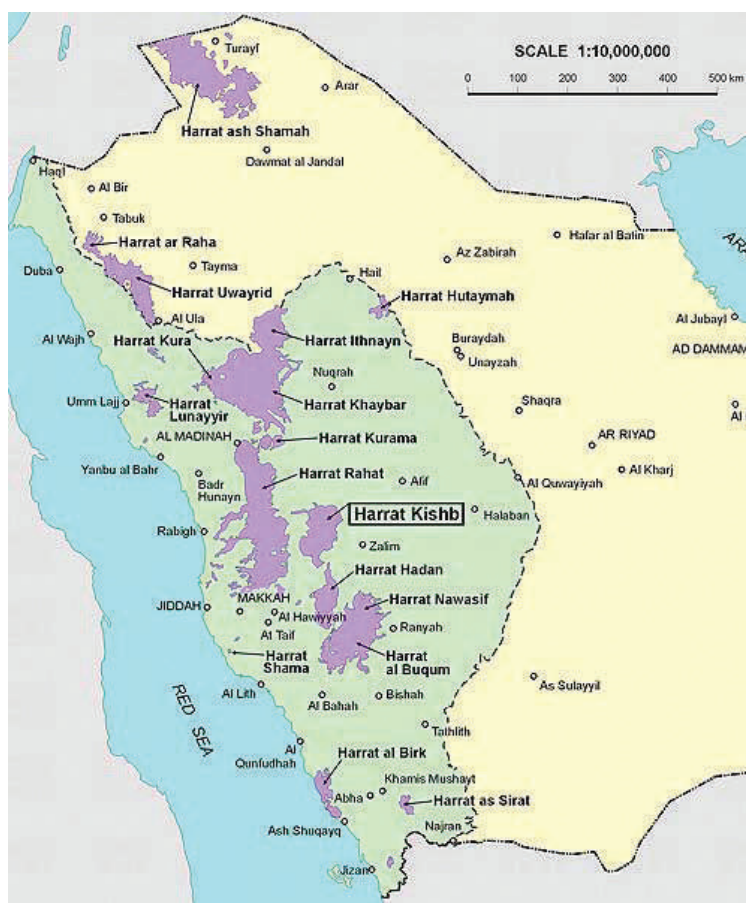 Turayf
SCALE 1:10,000,000
0 100 200 300 400 500 km
Arar
Harrat ash Shamah
Dawmat al Jandal
Haql
Al Bir
Tabuk
Harrat ar Raha
Hafar al Batin
Az Zabirah
Duba
Tayma
Hail
Harrat Uwayrid
Harrat Hutaymah
Al Ula
Al Jubayl
Al Wajh
Harrat Kura
Harrat Ithnayn
Buraydah
Unayzah
AD DAMMAM
Nuqrah
Umm Lajj
Harrat
Lunayyir
Harrat Khaybar
Shaqra
AL MADINAH
Harrat Kurama
AR RIYAD
Yanbu al Bahr
Badr
Hunayn
Harrat Rahat
Afif
Al Kharj
Al Quwayiyah
Harrat Kishb
Halaban
Rabigh
Zalim
Harrat Hadan
MAKKAH
JIDDAH
Al Hawiyyah
Harrat Nawasif
Al Taif
Ranyah
Harrat
Shama
Harrat
al Buqum
As Sulayyil
Al Lith
Al Bahah
Bishah
RED SEA
Tathlith
Al
Qunfudhah
Harrat al Birk
Khamis Mushayt
Abha
Harrat as Sirat
Ash Shuqayq
Najran
Jizan